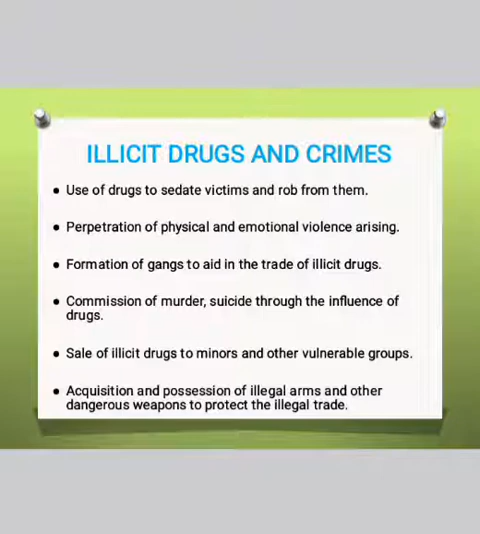 ILLICIT DRUGS AND CRIMES
• Use of drugs to sedate victims and rob from them.
• Perpetration of physical and emotional violence arising.
• Formation of gangs to aid in the trade of illicit drugs.
• Commission of murder, suicide through the influence of
drugs.
• Sale of illicit drugs to minors and other vulnerable groups.
• Acquisition and possession of illegal arms and other
dangerous weapons to protect the illegal trade.